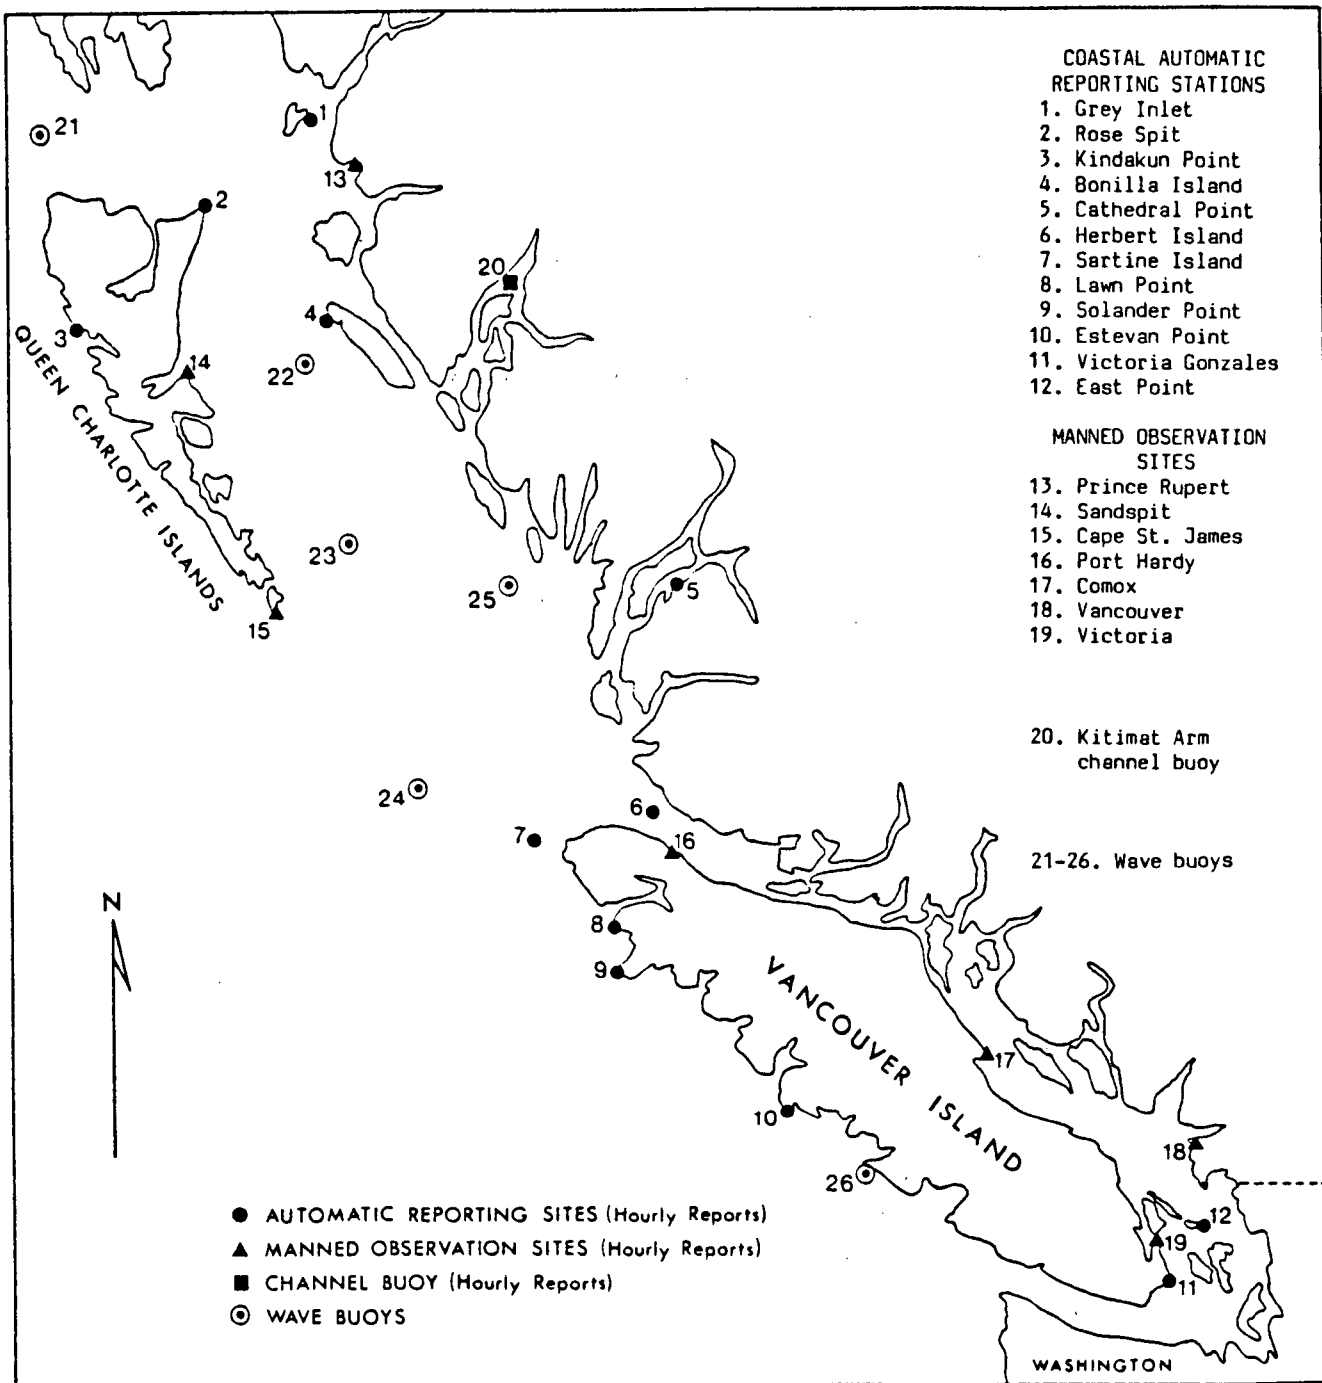 COASTAL AUTOMATIC
REPORTING STATIONS
1. Grey Inlet
2. Rose Spit
3. Kindakun Point
4. Bonilla Island
5. Cathedral Point
6. Herbert Island
7. Sartine Island
8. Lawn Point
9. Solander Point
10. Estevan Point
11. Victoria Gonzales
12. East Point
MANNED OBSERVATION
SITES
13. Prince Rupert
14. Sandspit
15. Cape St. James
16. Port Hardy
17. Comox
18. Vancouver
19. Victoria
20. Kitimat Arm
channel buoy
21-26. Wave buoys
21
1
13
2
20
4
3
22
14
QUEEN CHARLOTTE ISLANDS
23
25
5
15
24
6
7
16
N
8
9
VANCOUVER ISLAND
17
10
18
26
12
19
11
AUTOMATIC REPORTING SITES (Hourly Reports)
MANNED OBSERVATION SITES (Hourly Reports)
CHANNEL BUOY (Hourly Reports)
WAVE BUOYS
WASHINGTON